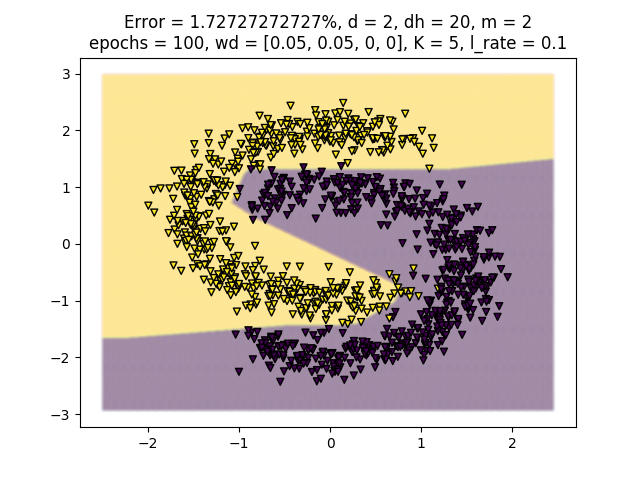 Error = 1.72727272727%, d = 2, dh = 20, m = 2
epochs = 100, wd = [0.05, 0.05, 0, 0], K = 5, l_rate = 0.1
3
2
1
0
−1
−2
−3
−2 −1 0 1 2